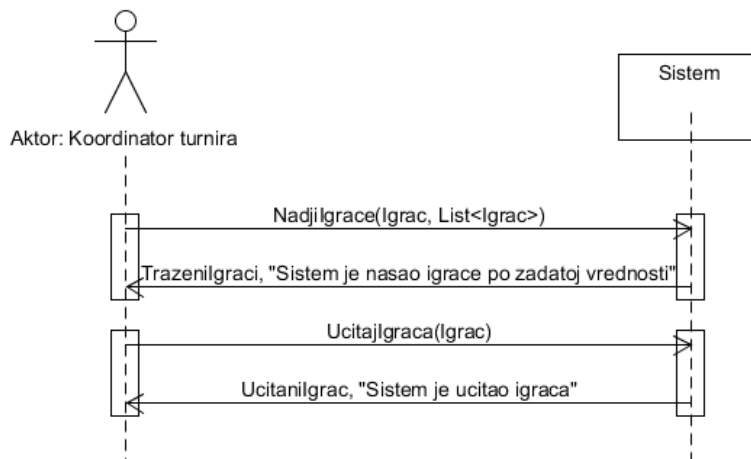 Sistem
Aktor: Koordinator turnira
NadjiIgrace(Igrac, List<Igrac>)
TrazeniIgraci, "Sistem je nasao igrace po zadatoj vrednosti"
UcitajIgraca(Igrac)
UcitaniIgrac, "Sistem je ucitao igraca"